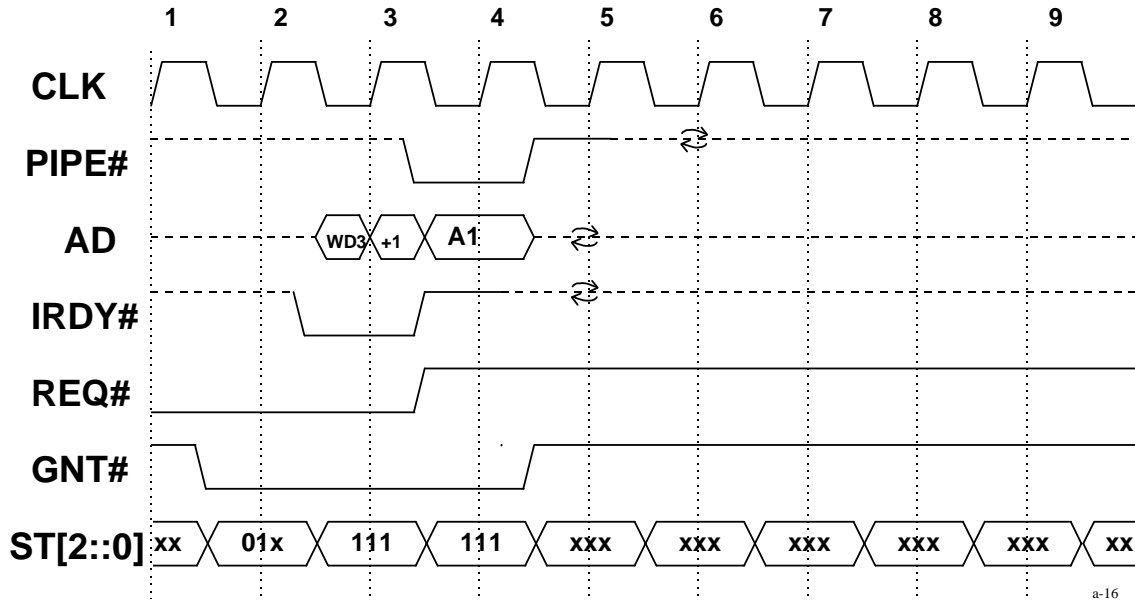 1 2 3 4 5 6 7 8 9
CLK
PIPE#
AD WD3 +1 A1
IRDY#
REQ#
GNT#
ST[2::0] xx 01x 111 111 xxx xxx xxx xxx xxx xx
a-16